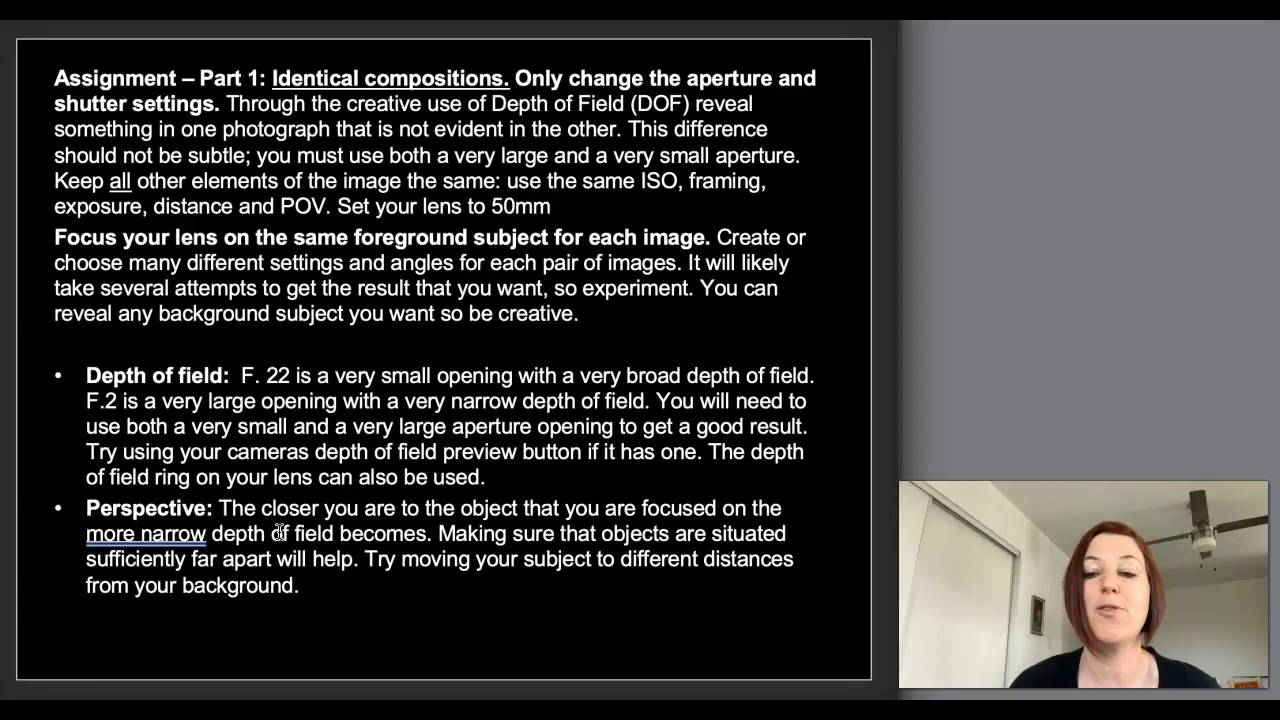 Assignment – Part 1: Identical compositions. Only change the aperture and
shutter settings. Through the creative use of Depth of Field (DOF) reveal
something in one photograph that is not evident in the other. This difference
should not be subtle; you must use both a very large and a very small aperture.
Keep all other elements of the image the same: use the same ISO, framing,
exposure, distance and POV. Set your lens to 50mm
Focus your lens on the same foreground subject for each image. Create or
choose many different settings and angles for each pair of images. It will likely
take several attempts to get the result that you want, so experiment. You can
reveal any background subject you want so be creative.
• Depth of field:  F. 22 is a very small opening with a very broad depth of field.
F.2 is a very large opening with a very narrow depth of field. You will need to
use both a very small and a very large aperture opening to get a good result.
Try using your cameras depth of field preview button if it has one. The depth
of field ring on your lens can also be used.
• Perspective: The closer you are to the object that you are focused on the
more narrow depth of field becomes. Making sure that objects are situated
sufficiently far apart will help. Try moving your subject to different distances
from your background.